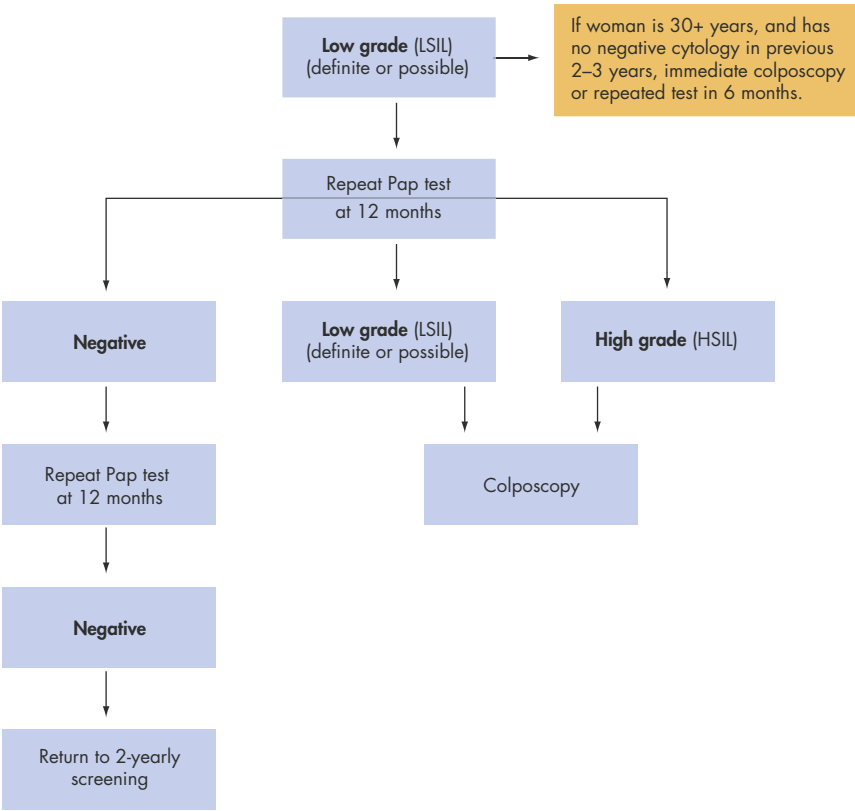 Low grade (LSIL)
(definite or possible)
If woman is 30+ years, and has
no negative cytology in previous
2–3 years, immediate colposcopy
or repeated test in 6 months.
Repeat Pap test
at 12 months
Negative
Low grade (LSIL)
(definite or possible)
High grade (HSIL)
Repeat Pap test
at 12 months
Colposcopy
Negative
Return to 2-yearly
screening